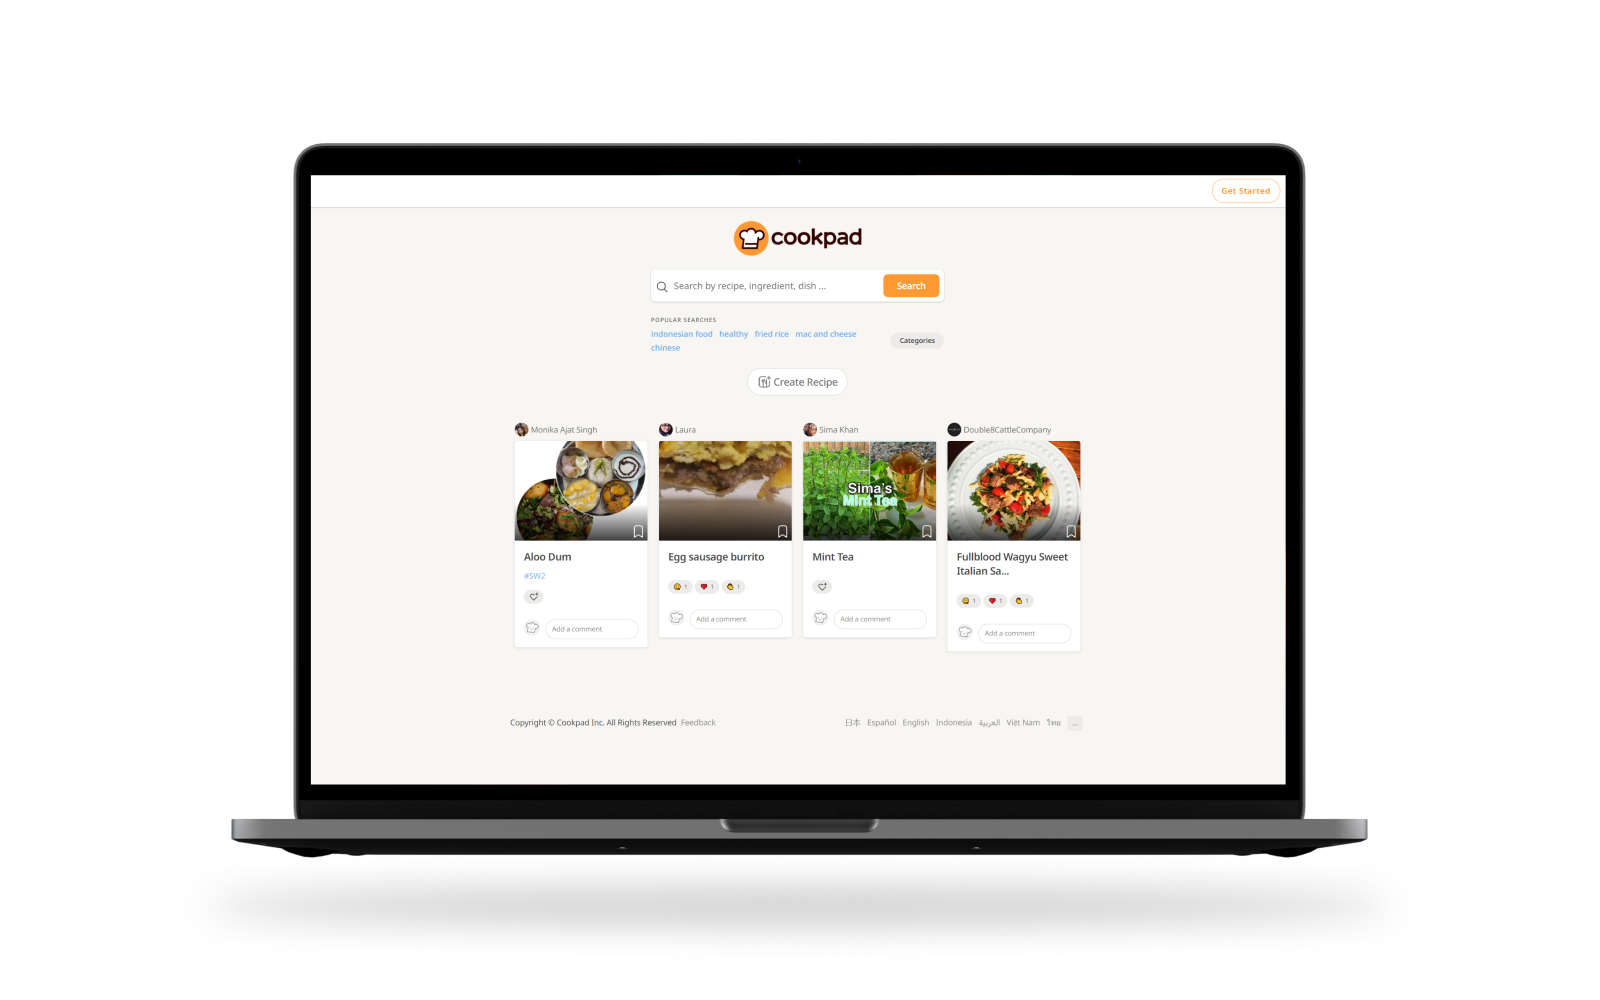 Get Started
cookpad
Search by recipe, ingredient, dish ...
Search
POPULAR SEARCHES
indonesian food healthy fried rice mac and cheese
chinese
Categories
Create Recipe
Monika Ajat Singh
Aloo Dum
#SW2
Add a comment
Laura
Egg sausage burrito
1 1 1
Add a comment
Sima Khan
Sima's
Mint Tea
Mint Tea
Add a comment
Double8CattleCompany
Fullblood Wagyu Sweet
Italian Sa...
1 1 1
Add a comment
Copyright © Cookpad Inc. All Rights Reserved Feedback
日本 Español English Indonesia العربية Việt Nam ไทย ...